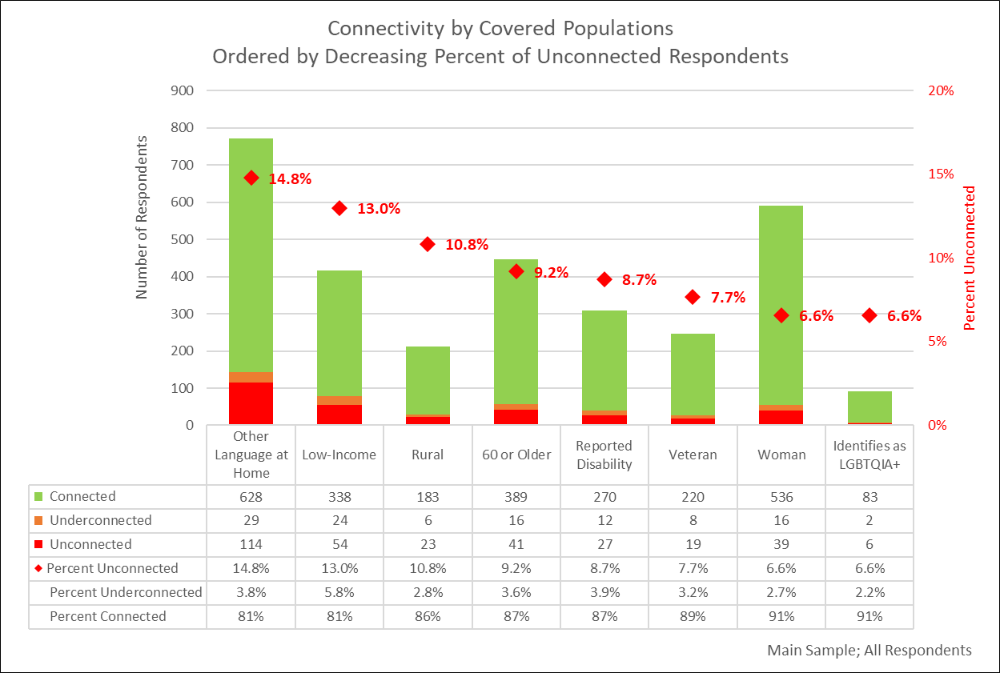 Connectivity by Covered Populations
Ordered by Decreasing Percent of Unconnected Respondents
900
800
700
600
500
400
300
200
100
0
Number of Respondents
20%
15%
10%
5%
0%
Percent Unconnected
14.8%
13.0%
10.8%
9.2%
8.7%
7.7%
6.6%
6.6%
Other
Language at
Home
Low-Income
Rural
60 or Older
Reported
Disability
Veteran
Woman
Identifies as
LGBTQIA+
Connected 628 338 183 389 270 220 536 83
Underconnected 29 24 6 16 12 8 16 2
Unconnected 114 54 23 41 27 19 39 6
Percent Unconnected 14.8% 13.0% 10.8% 9.2% 8.7% 7.7% 6.6% 6.6%
Percent Underconnected 3.8% 5.8% 2.8% 3.6% 3.9% 3.2% 2.7% 2.2%
Percent Connected 81% 81% 86% 87% 87% 89% 91% 91%
Main Sample; All Respondents